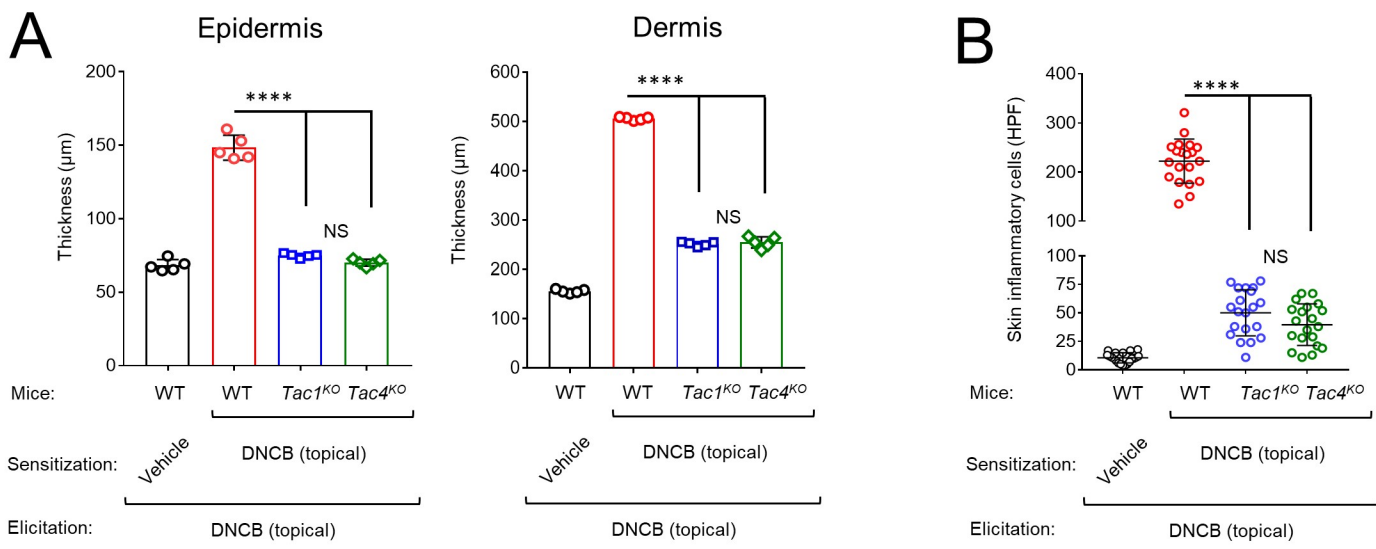 A
Epidermis
Thickness (µm)
200
150
100
50
0
****
NS
Mice:
WT
WT
Tac1KO
Tac4KO
Sensitization:
Vehicle
DNCB (topical)
Elicitation:
DNCB (topical)
Dermis
Thickness (µm)
600
500
400
300
200
100
0
****
NS
WT
WT
Tac1KO
Tac4KO
Vehicle
DNCB (topical)
DNCB (topical)
B
Skin inflammatory cells (HPF)
400
300
200
100
100
75
50
25
0
****
NS
Mice:
WT
WT
Tac1KO
Tac4KO
Sensitization:
Vehicle
DNCB (topical)
Elicitation:
DNCB (topical)